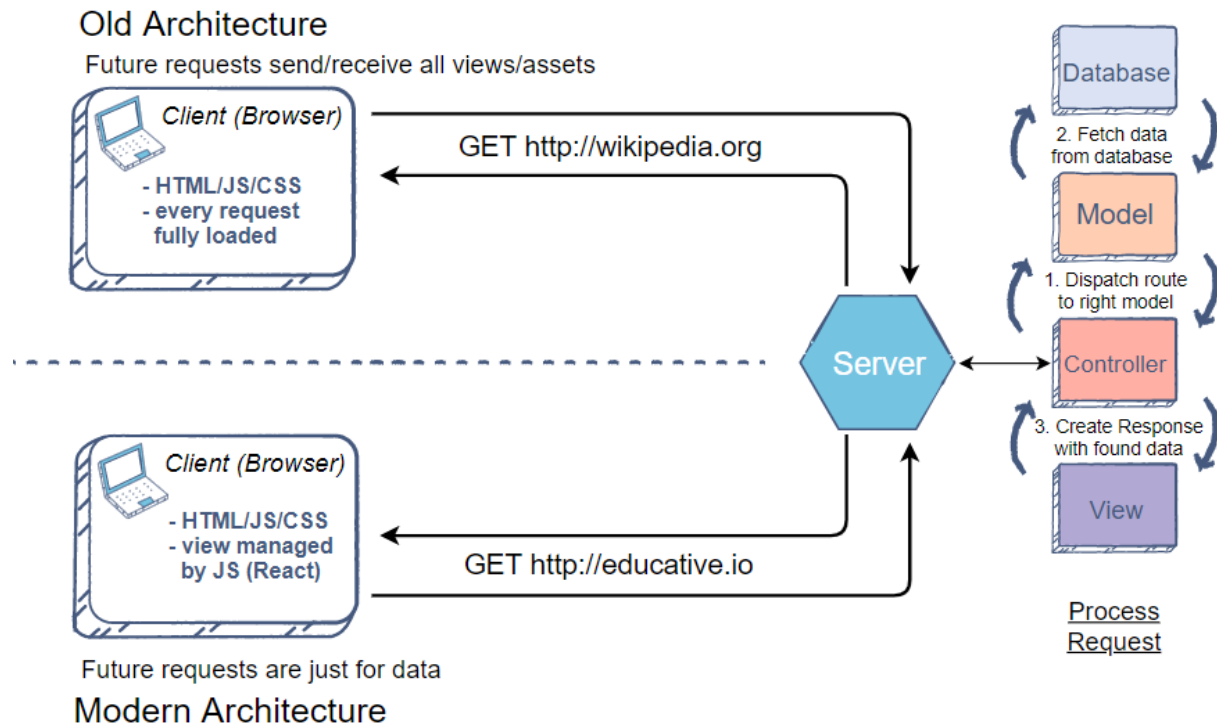 Old Architecture
Future requests send/receive all views/assets
Client (Browser)
- HTML/JS/CSS
- every request
fully loaded
GET http://wikipedia.org
Server
Client (Browser)
- HTML/JS/CSS
- view managed
by JS (React)
GET http://educative.io
Future requests are just for data
Modern Architecture
Database
2. Fetch data
from database
Model
1. Dispatch route
to right model
Controller
3. Create Response
with found data
View
Process
Request